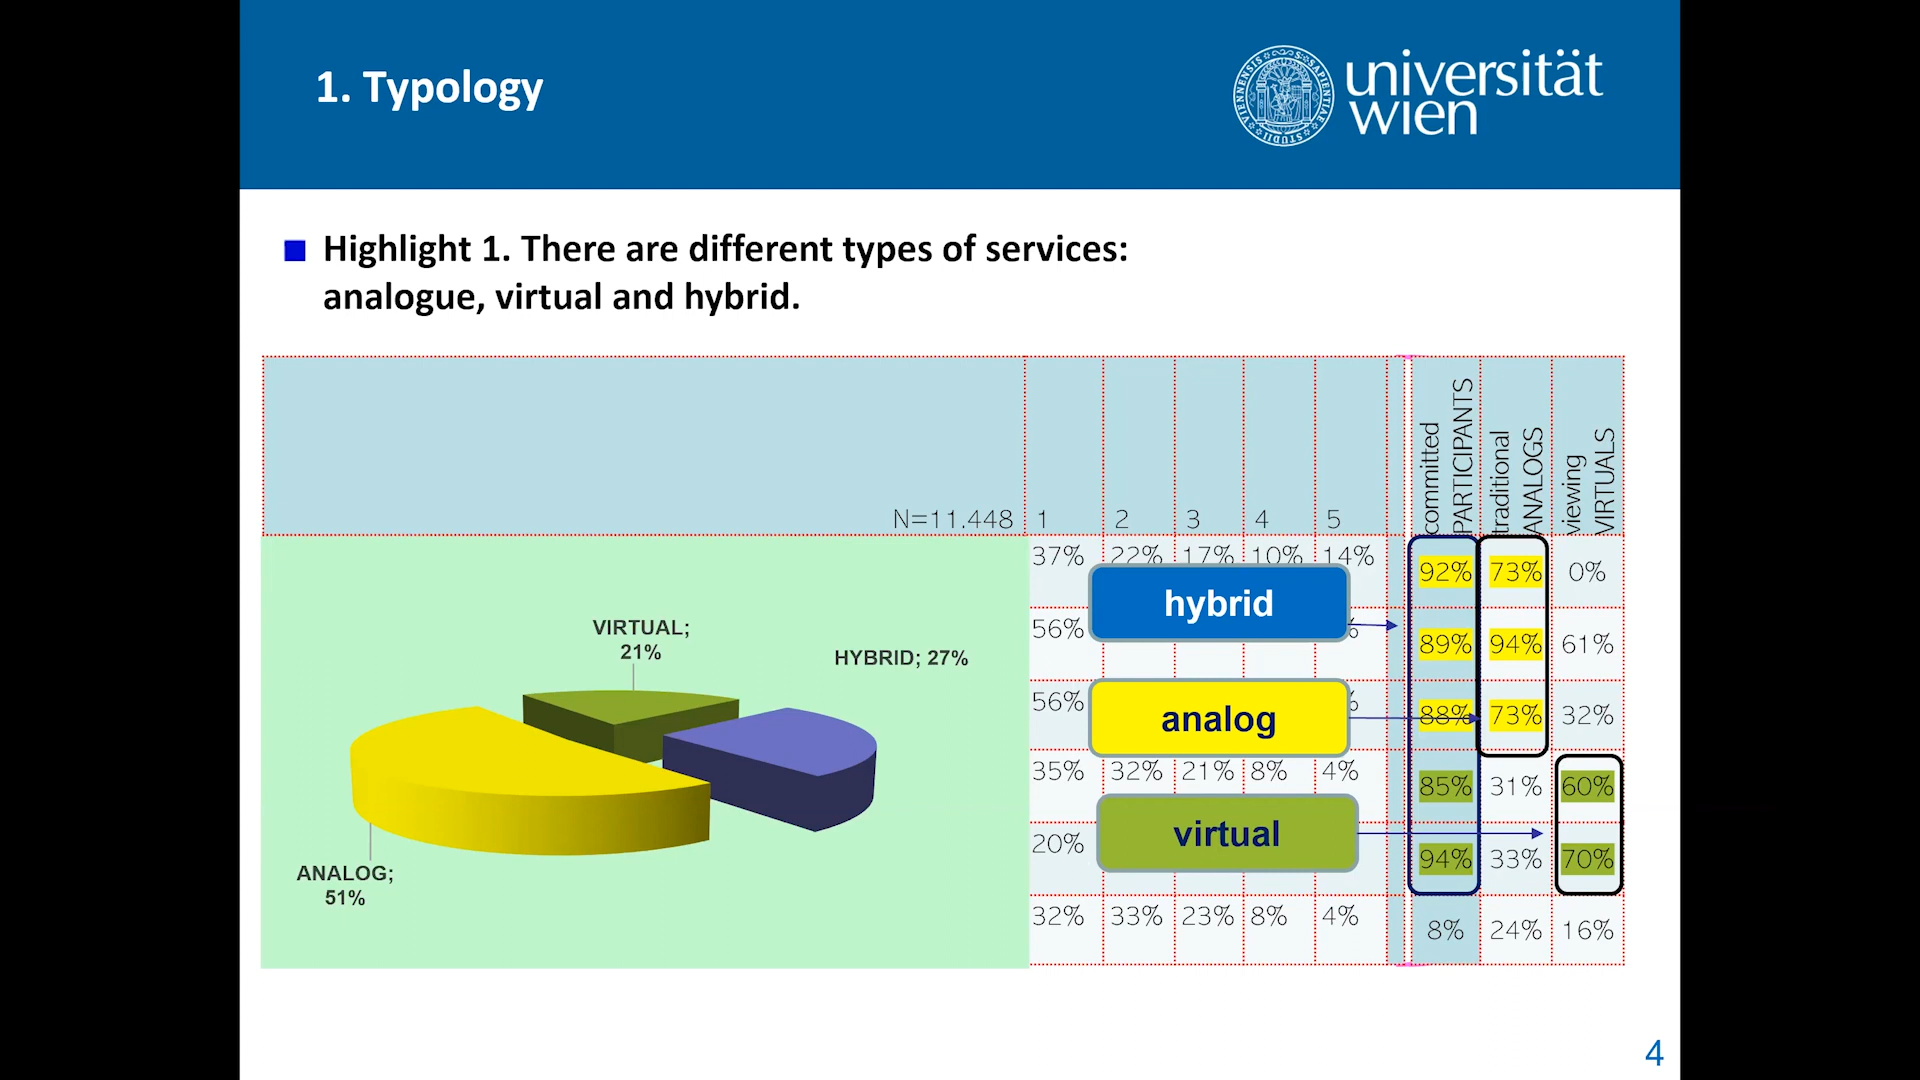 1. Typology
universität
wien
Highlight 1. There are different types of services:
analogue, virtual and hybrid.
N=11.448 1 2 3 4 5
committed
PARTICIPANTS
traditional
ANALOGS
viewing
VIRTUALS
37% 22% 17% 10% 14% 92% 73% 0%
hybrid
56% 89% 94% 61%
56% 88% 73% 32%
analog
35% 32% 21% 8% 4% 85% 31% 60%
virtual
20% 94% 33% 70%
32% 33% 23% 8% 4% 8% 24% 16%
VIRTUAL;
21%
HYBRID; 27%
ANALOG;
51%
4